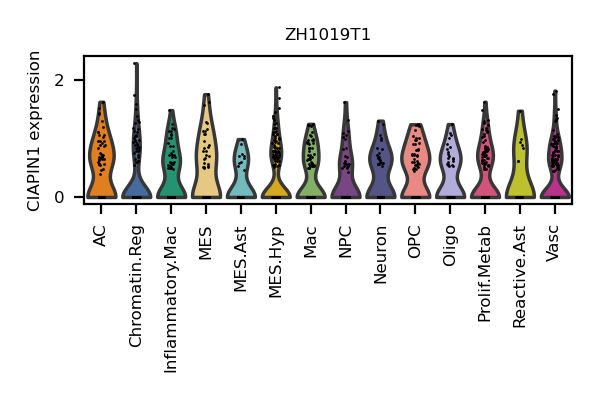 ZH1019T1
CIAPIN1 expression
2
0
AC
Chromatin.Reg
Inflammatory.Mac
MES
MES.Ast
MES.Hyp
Mac
NPC
Neuron
OPC
Oligo
Prolif.Metab
Reactive.Ast
Vasc